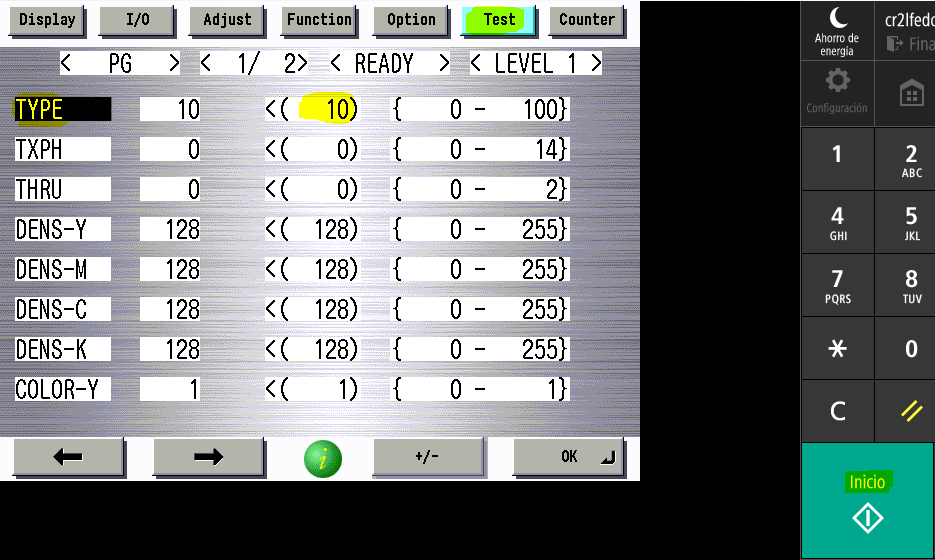 Display I/O Adjust Function Option Test Counter
< PG > < 1/ 2> < READY > < LEVEL 1 >
TYPE 10 <( 10) { 0 - 100}
TXPH 0 <( 0) { 0 - 14}
THRU 0 <( 0) { 0 - 2}
DENS-Y 128 <( 128) { 0 - 255}
DENS-M 128 <( 128) { 0 - 255}
DENS-C 128 <( 128) { 0 - 255}
DENS-K 128 <( 128) { 0 - 255}
COLOR-Y 1 <( 1) { 0 - 1}
i +/- OK
Ahorro de
energía
cr2lfedo
Fina
Configuración
1 2
ABC
4 5
GHI JKL
7 8
PQRS TUV
* 0
C
Inicio